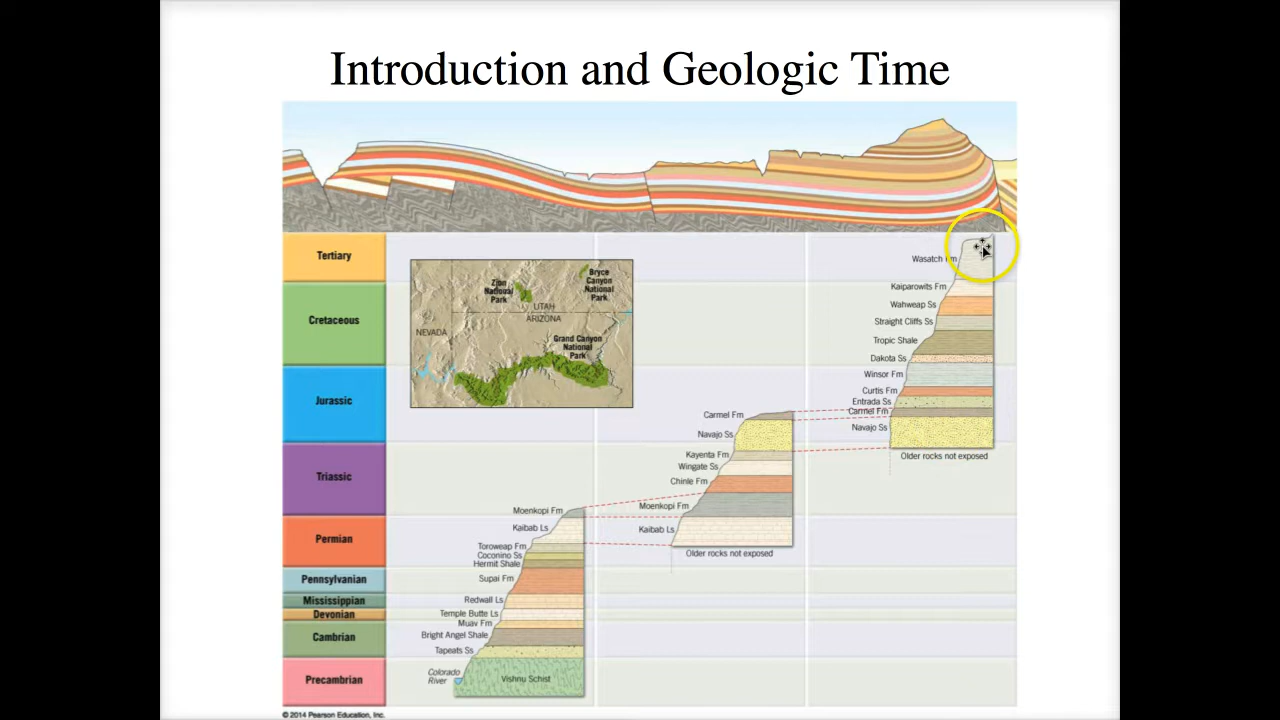 Introduction and Geologic Time
Tertiary
Cretaceous
Jurassic
Triassic
Permian
Pennsylvanian
Mississippian
Devonian
Cambrian
Precambrian
Zion
National
Park
Bryce
Canyon
National
Park
UTAH
ARIZONA
NEVADA
Grand Canyon
National
Park
Moenkopi Fm
Kaibab Ls
Toroweap Fm
Coconino Ss
Hermit Shale
Supai Fm
Redwall Ls
Temple Butte Ls
Muav Fm
Bright Angel Shale
Tapeats Ss
Colorado
River
Vishnu Schist
Carmel Fm
Navajo Ss
Kayenta Fm
Wingate Ss
Chinle Fm
Moenkopi Fm
Kaibab Ls
Older rocks not exposed
Wasatch Fm
Kaiparowits Fm
Wahweap Ss
Straight Cliffs Ss
Tropic Shale
Dakota Ss
Winsor Fm
Curtis Fm
Entrada Ss
Carmel Fm
Navajo Ss
Older rocks not exposed
© 2014 Pearson Education, Inc.